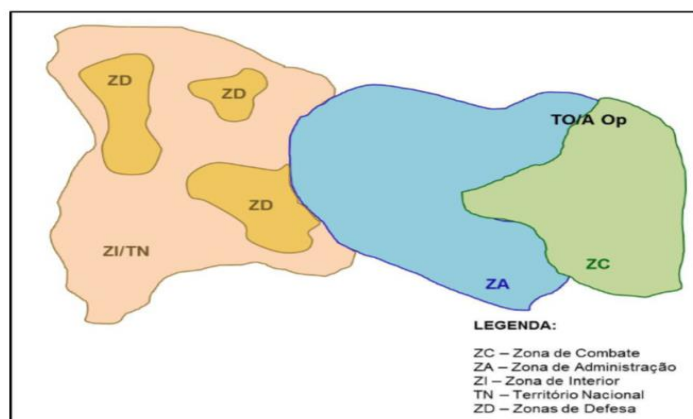 ZD
ZD
TO/A Op
ZD
ZI/TN
ZC
ZA
LEGENDA:
ZC – Zona de Combate
ZA – Zona de Administração
ZI – Zona de Interior
TN – Território Nacional
ZD – Zonas de Defesa